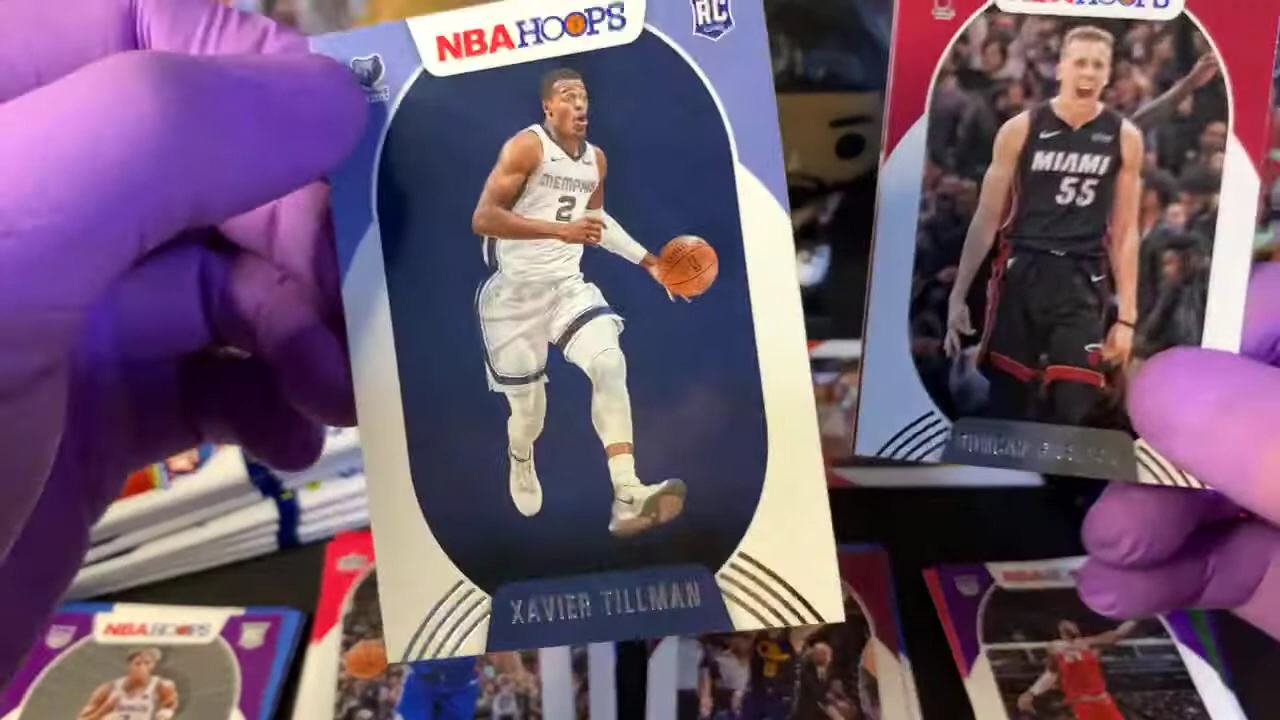 NBA HOOPS
RC
MEMPHIS
2
XAVIER TILLMAN
MIAMI
55
NBA HOOPS